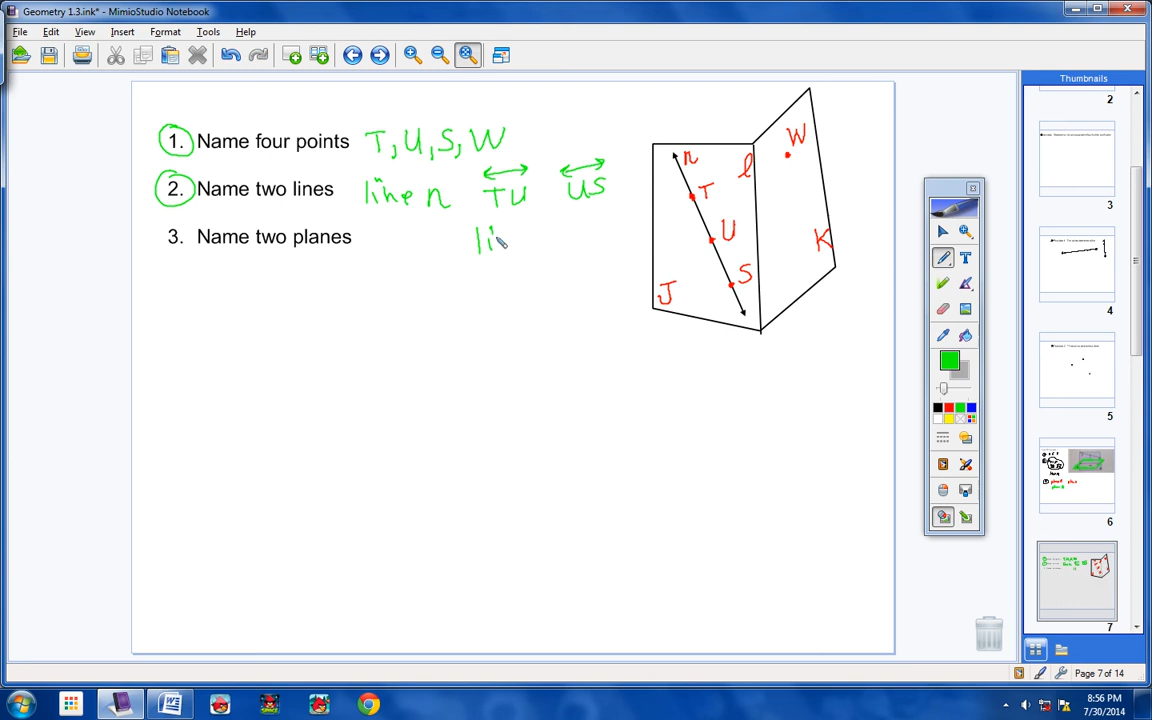 Geometry 1.3.ink* - MimioStudio Notebook
File Edit View Insert Format Tools Help
Thumbnails
1. Name four points T, U, S, W
2. Name two lines line n TU US
3. Name two planes li
n
T
U
S
J
l
W
K
2
3
4
5
6
7
Page 7 of 14
8:56 PM
7/30/2014